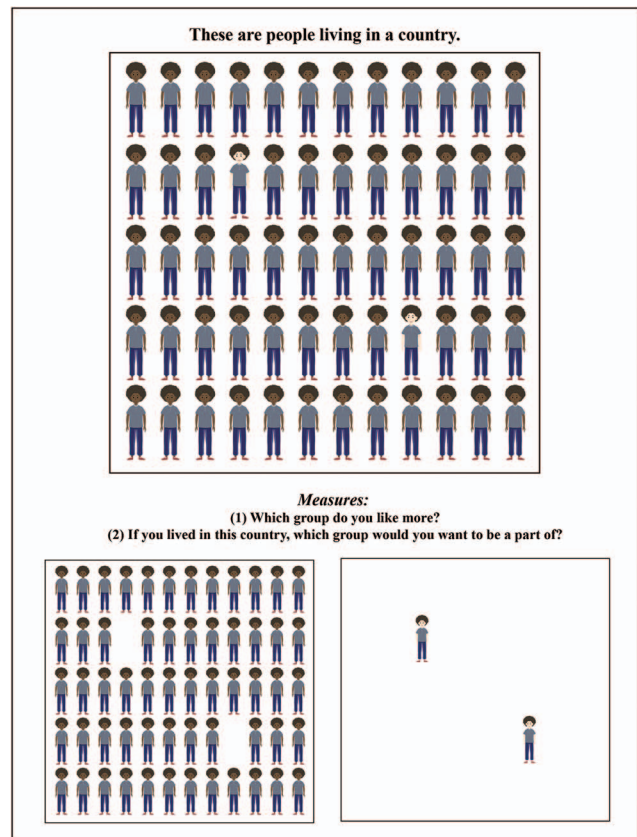 These are people living in a country.
Measures:
(1) Which group do you like more?
(2) If you lived in this country, which group would you want to be a part of?